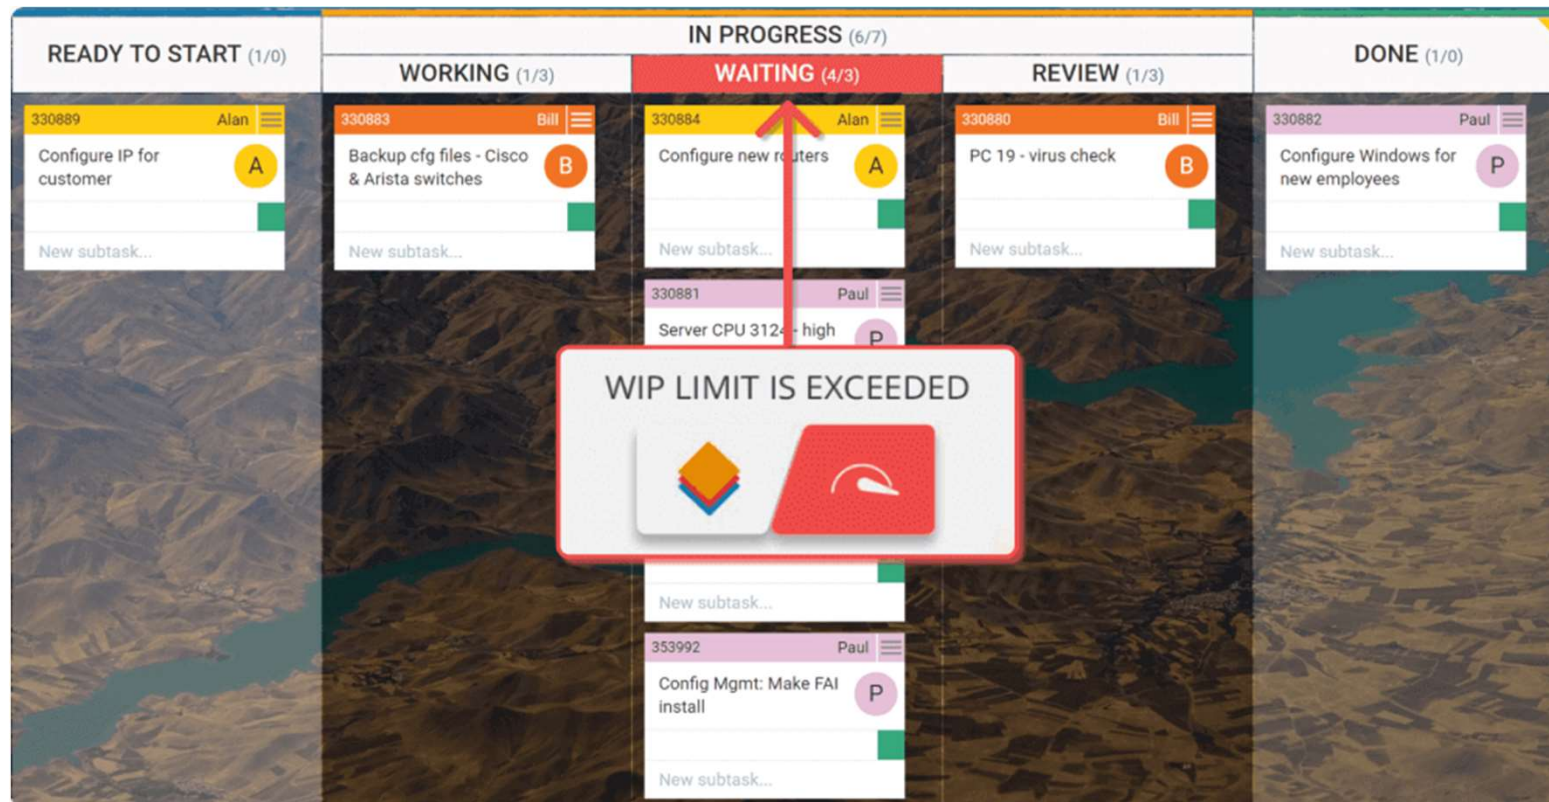 READY TO START (1/0)
IN PROGRESS (6/7)
WORKING (1/3)
WAITING (4/3)
REVIEW (1/3)
DONE (1/0)
330889 Alan
Configure IP for
customer
A
New subtask...
330883 Bill
Backup cfg files - Cisco
& Arista switches
B
New subtask...
330884 Alan
Configure new routers
A
New subtask...
330881 Paul
Server CPU 3124 - high
P
WIP LIMIT IS EXCEEDED
New subtask...
353992 Paul
Config Mgmt: Make FAI
install
P
New subtask...
330880 Bill
PC 19 - virus check
B
New subtask...
330882 Paul
Configure Windows for
new employees
P
New subtask...